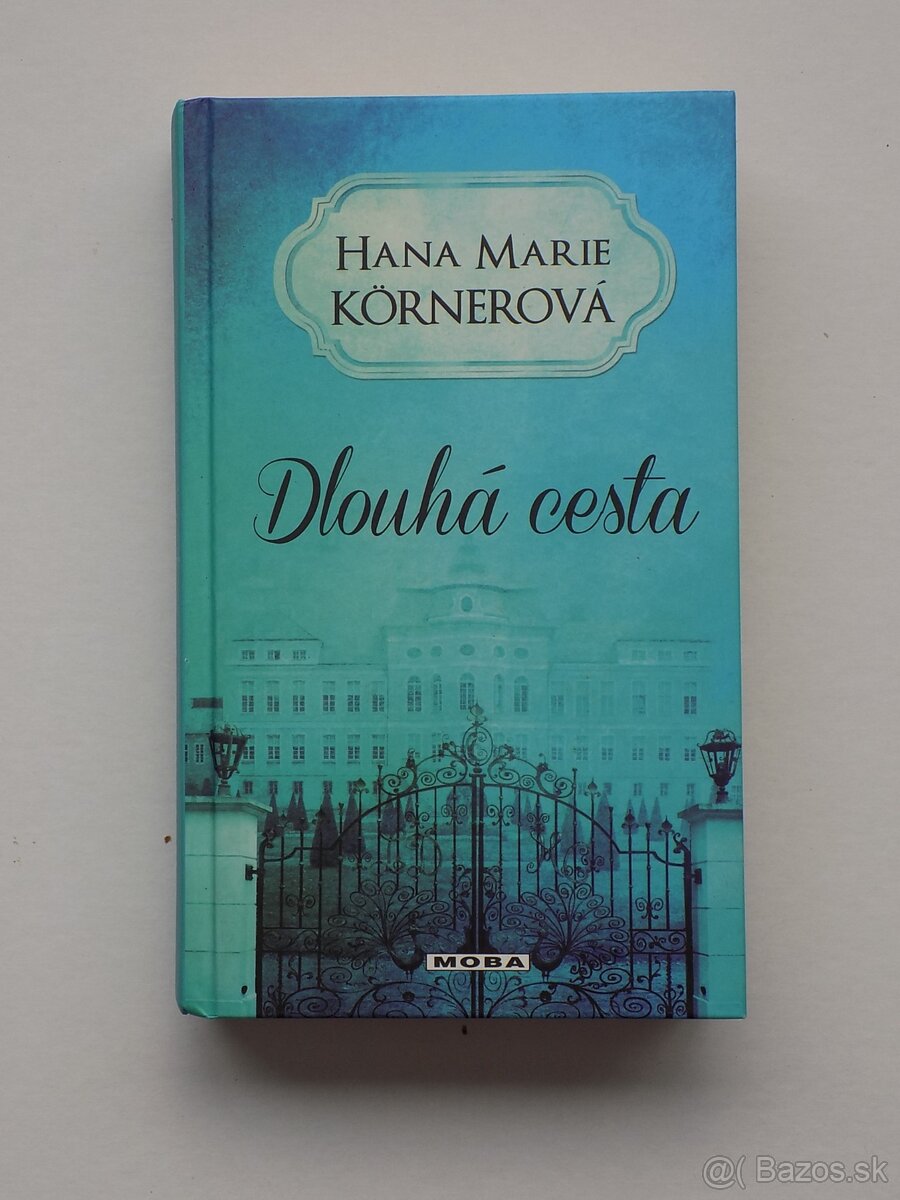 HANA MARIE
KÖRNEROVÁ
Dlouhá cesta
MOBA
@( Bazos.sk